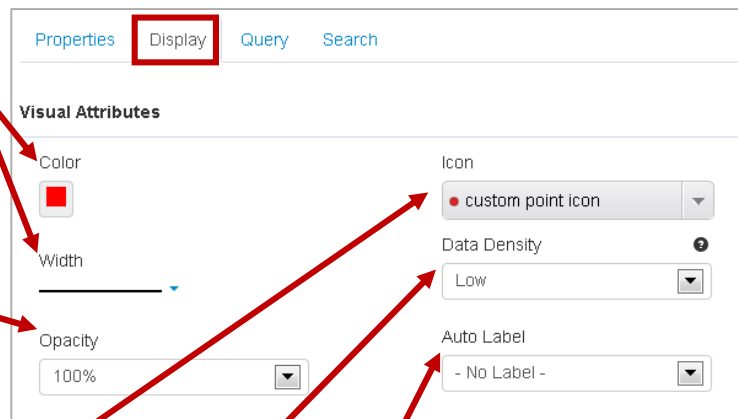 Properties Display Query Search
Visual Attributes
Color
Icon
custom point icon
Width
Data Density
Low
Opacity
Auto Label
100%
- No Label -